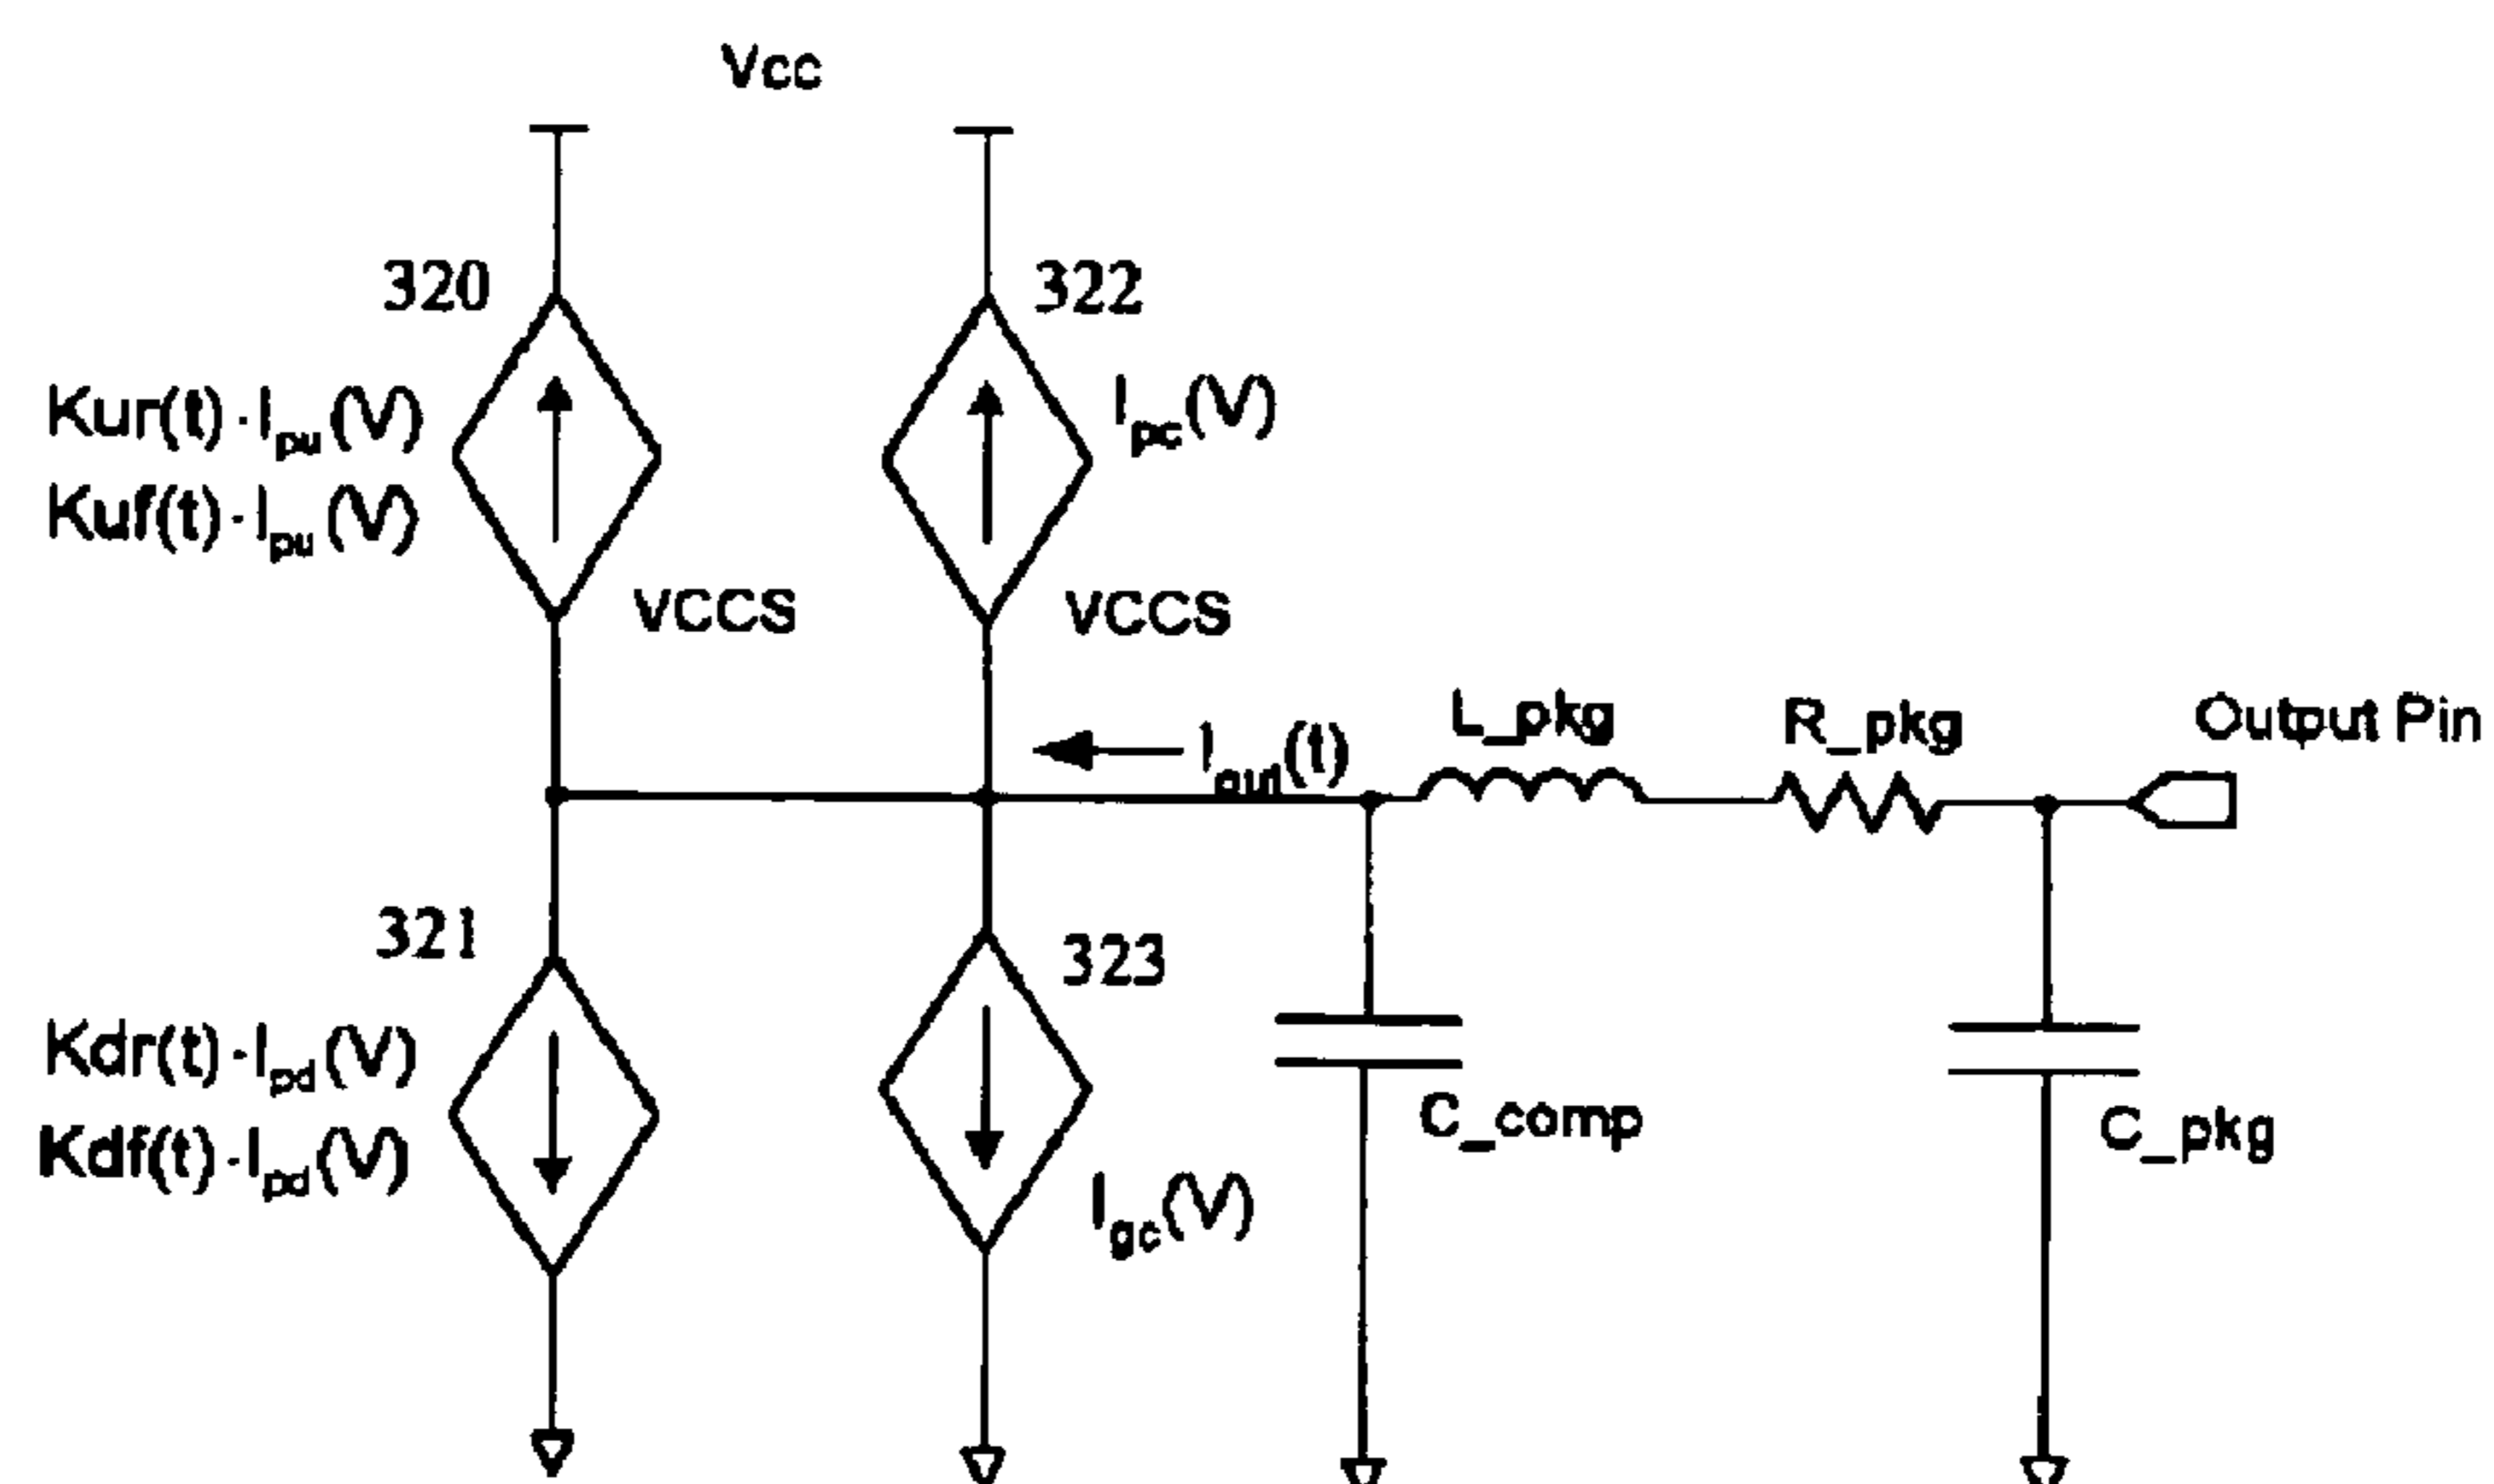 Vcc
320
322
Kur(t)·Ipu(V)
Kuf(t)·Ipu(V)
Ipc(V)
VCCS
VCCS
Iout(t)
L_pkg
R_pkg
Output Pin
321
323
Kdr(t)·Ipd(V)
Kdf(t)·Ipd(V)
Igc(V)
C_comp
C_pkg